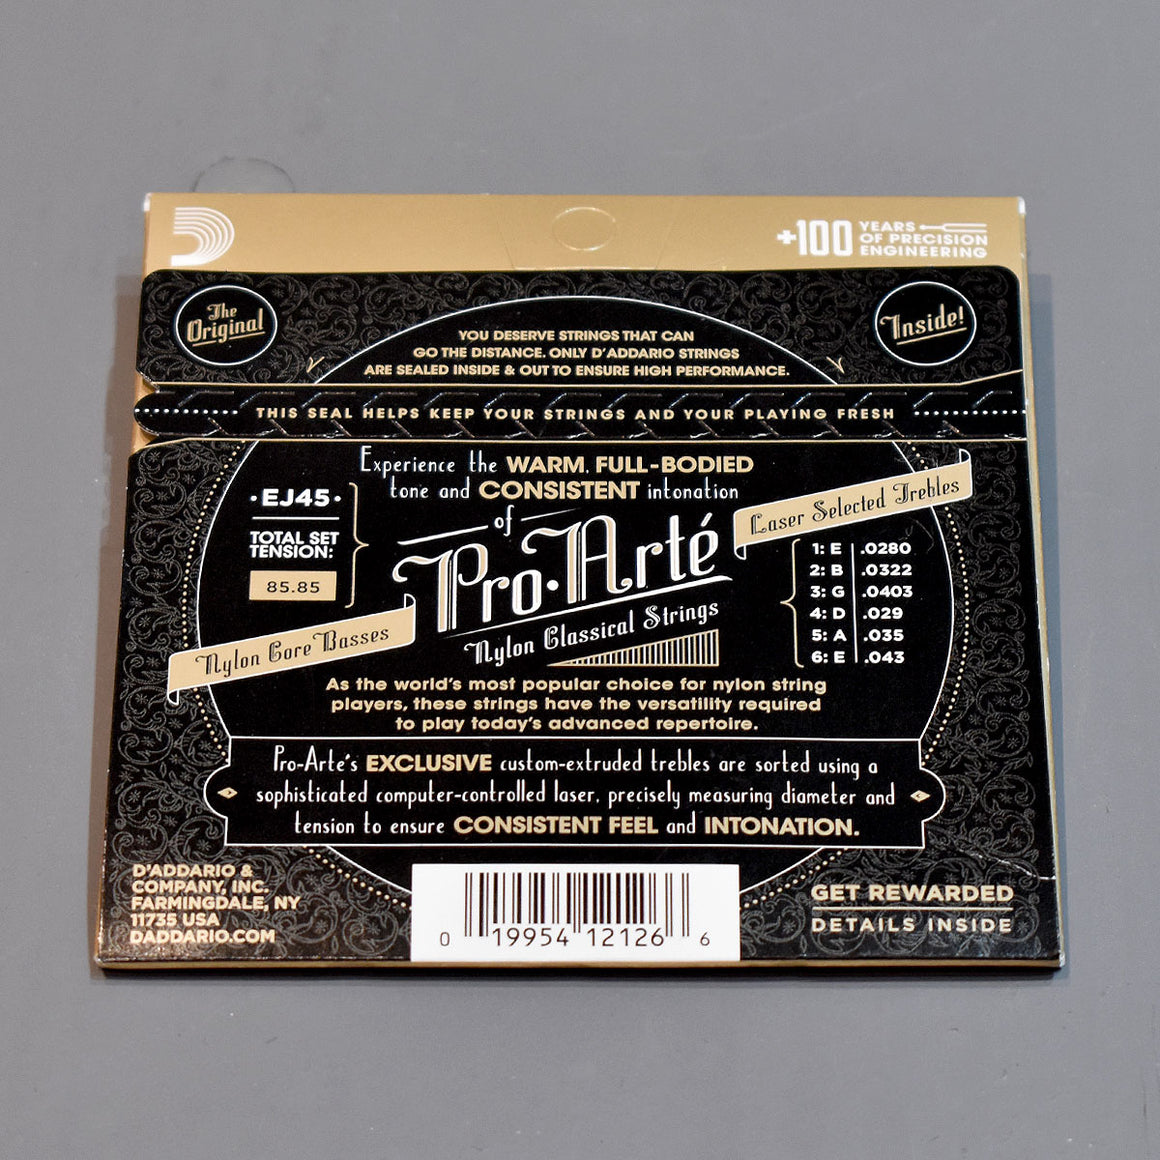 +100 YEARS
OF PRECISION
ENGINEERING
The
Original
Inside!
YOU DESERVE STRINGS THAT CAN
GO THE DISTANCE. ONLY D'ADDARIO STRINGS
ARE SEALED INSIDE & OUT TO ENSURE HIGH PERFORMANCE.
THIS SEAL HELPS KEEP YOUR STRINGS AND YOUR PLAYING FRESH
Experience the WARM, FULL-BODIED
tone and CONSISTENT intonation
of
Pro·Arté
Nylon Classical Strings
·EJ45·
TOTAL SET
TENSION:
85.85
Nylon Core Basses
Laser Selected Trebles
1: E .0280
2: B .0322
3: G .0403
4: D .029
5: A .035
6: E .043
As the world's most popular choice for nylon string
players, these strings have the versatility required
to play today's advanced repertoire.
Pro-Arte's EXCLUSIVE custom-extruded trebles are sorted using a
sophisticated computer-controlled laser, precisely measuring diameter and
tension to ensure CONSISTENT FEEL and INTONATION.
D'ADDARIO &
COMPANY, INC.
FARMINGDALE, NY
11735 USA
DADDARIO.COM
0 19954 12126 6
GET REWARDED
DETAILS INSIDE